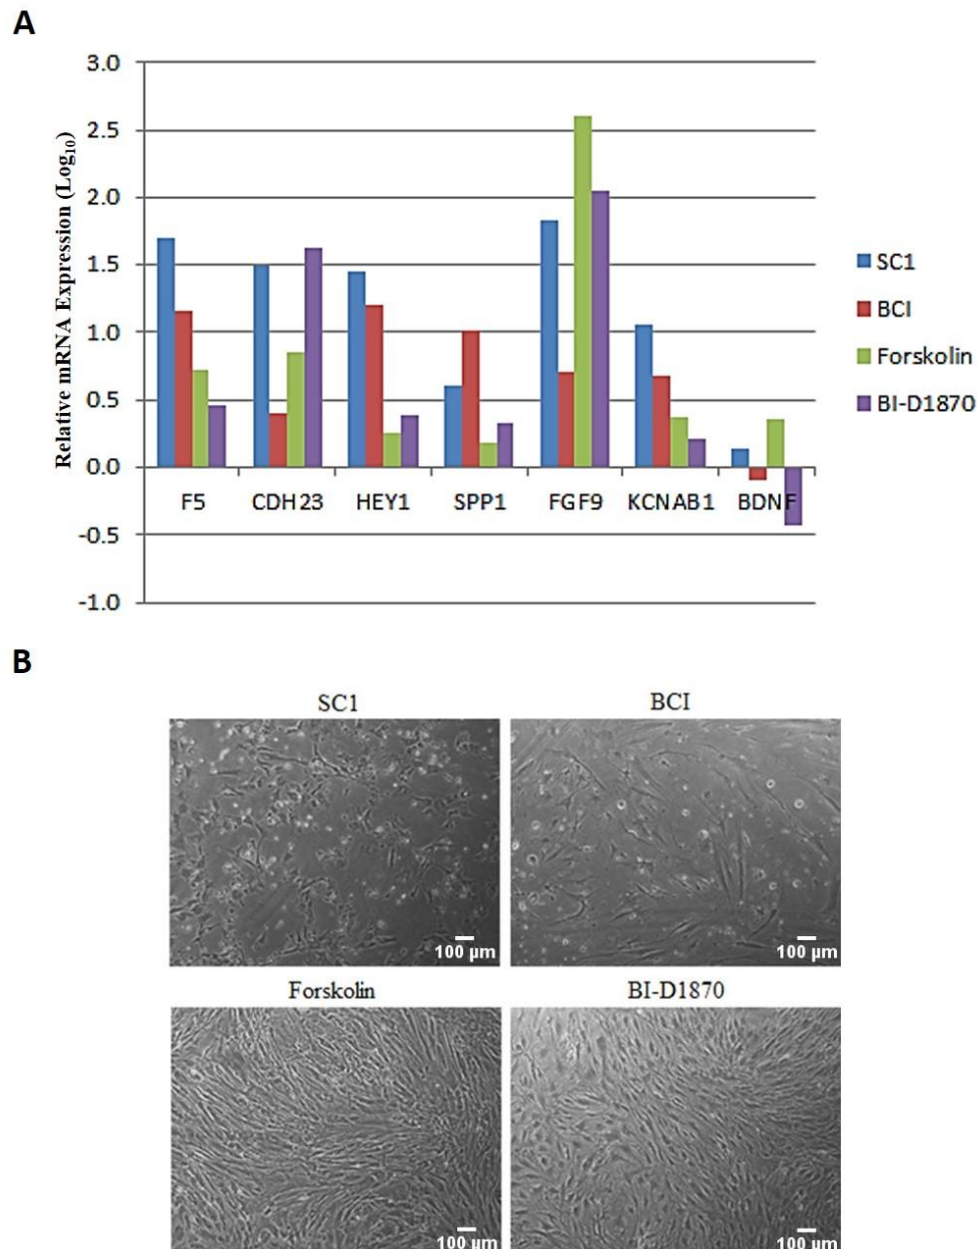 A
Relative mRNA Expression (Log10)
3.0
2.5
2.0
1.5
1.0
0.5
0.0
-0.5
-1.0
F5 CDH23 HEY1 SPP1 FGF9 KCNAB1 BDNF
SC1
BCI
Forskolin
BI-D1870
B
SC1 BCI
100 µm 100 µm
Forskolin BI-D1870
100 µm 100 µm